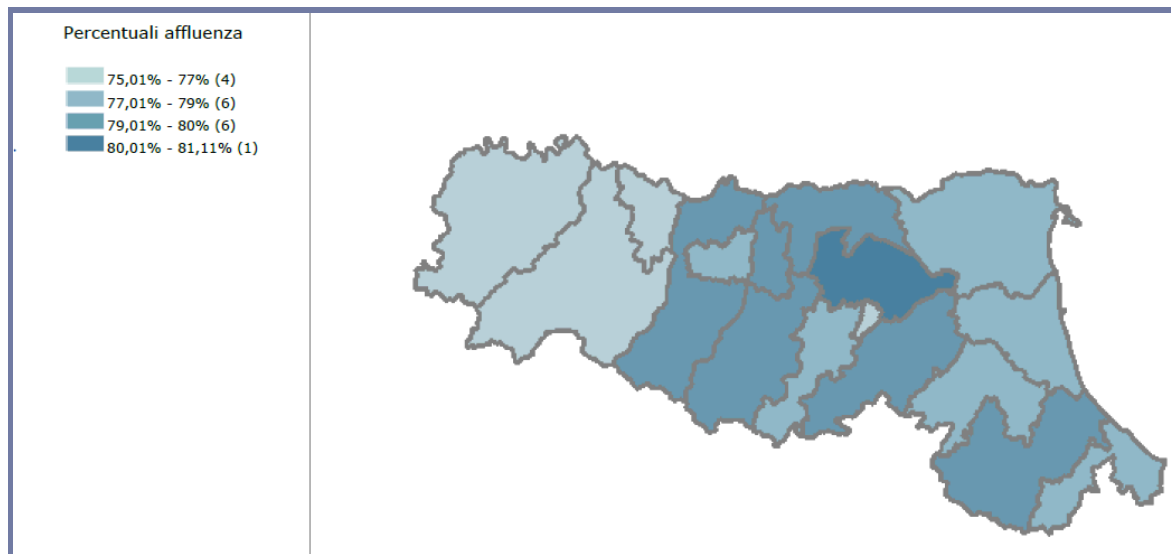 Percentuali affluenza
75,01% - 77% (4)
77,01% - 79% (6)
79,01% - 80% (6)
80,01% - 81,11% (1)